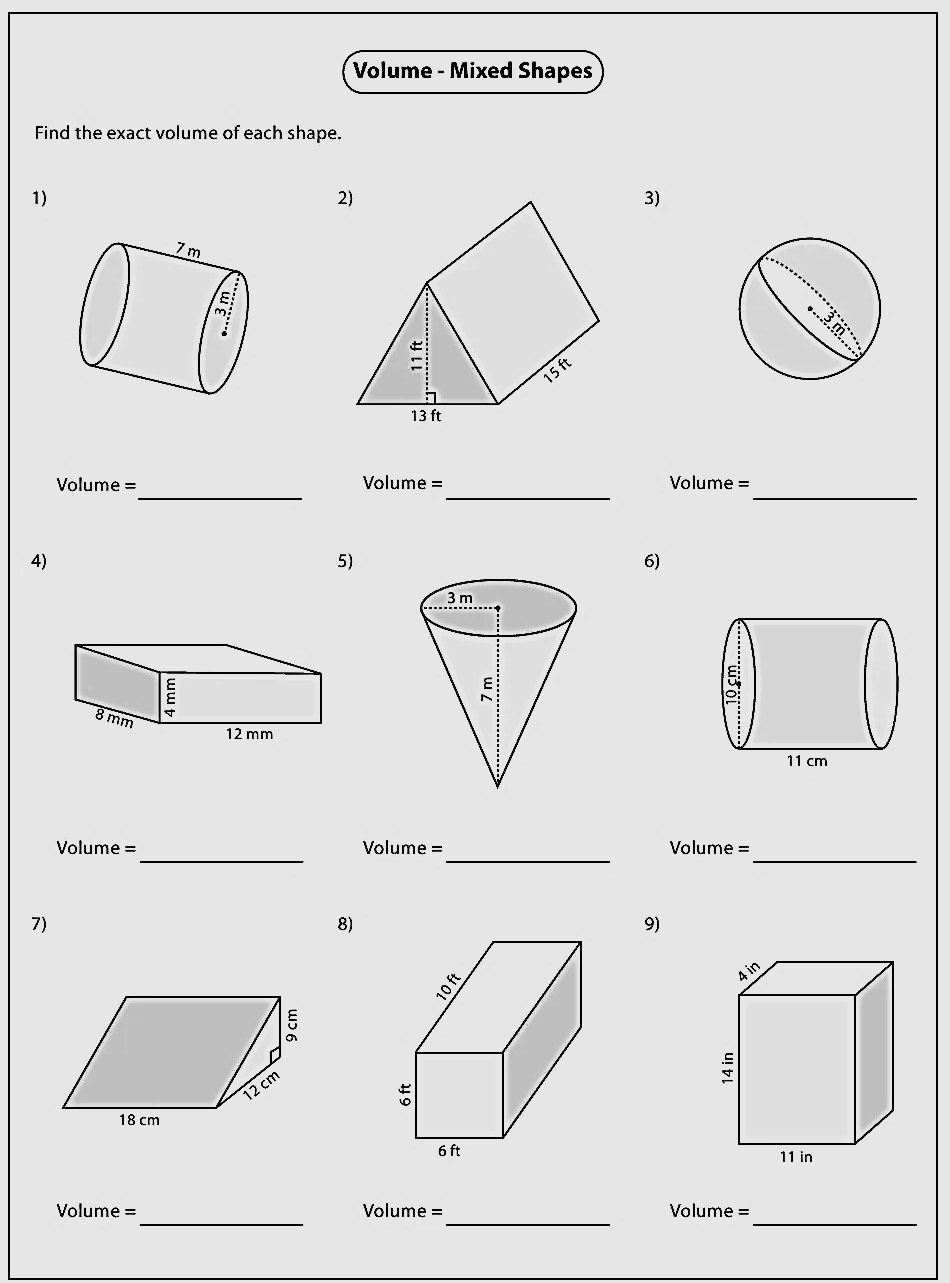 Volume - Mixed Shapes
Find the exact volume of each shape.
1)
7 m
3 m
Volume =
2)
11 ft
13 ft
15 ft
Volume =
3)
3 m
Volume =
4)
8 mm
4 mm
12 mm
Volume =
5)
3 m
7 m
Volume =
6)
10 cm
11 cm
Volume =
7)
9 cm
12 cm
18 cm
Volume =
8)
10 ft
6 ft
6 ft
Volume =
9)
4 in
14 in
11 in
Volume =